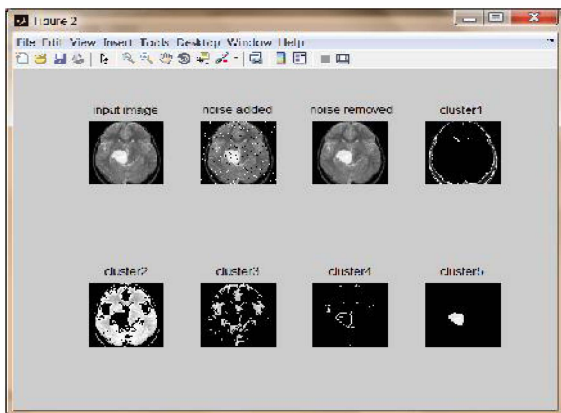 Figure 2
File Edit View Insert Tools Desktop Window Help
input image noise added noise removed cluster1
cluster2 cluster3 cluster4 cluster5